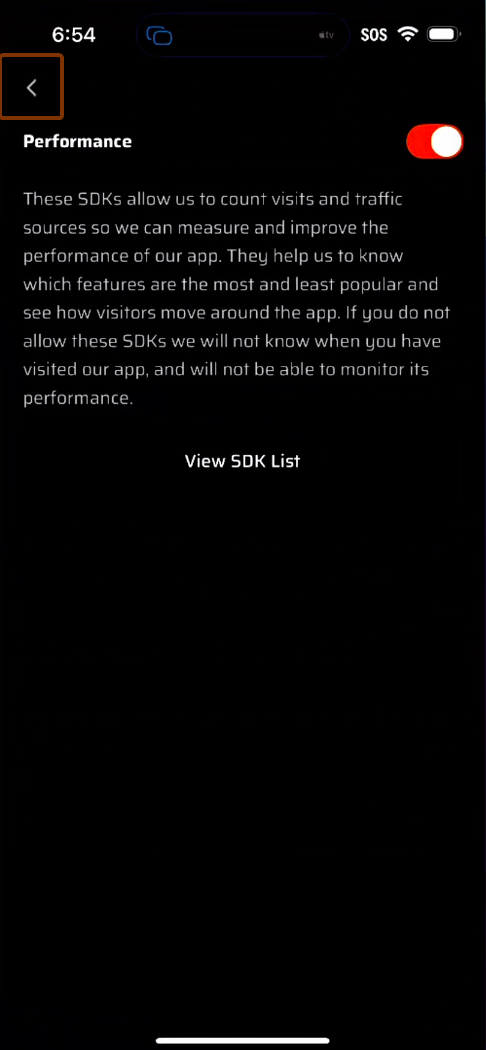 6:54
tv
SOS
Performance
These SDKs allow us to count visits and traffic
sources so we can measure and improve the
performance of our app. They help us to know
which features are the most and least popular and
see how visitors move around the app. If you do not
allow these SDKs we will not know when you have
visited our app, and will not be able to monitor its
performance.
View SDK List